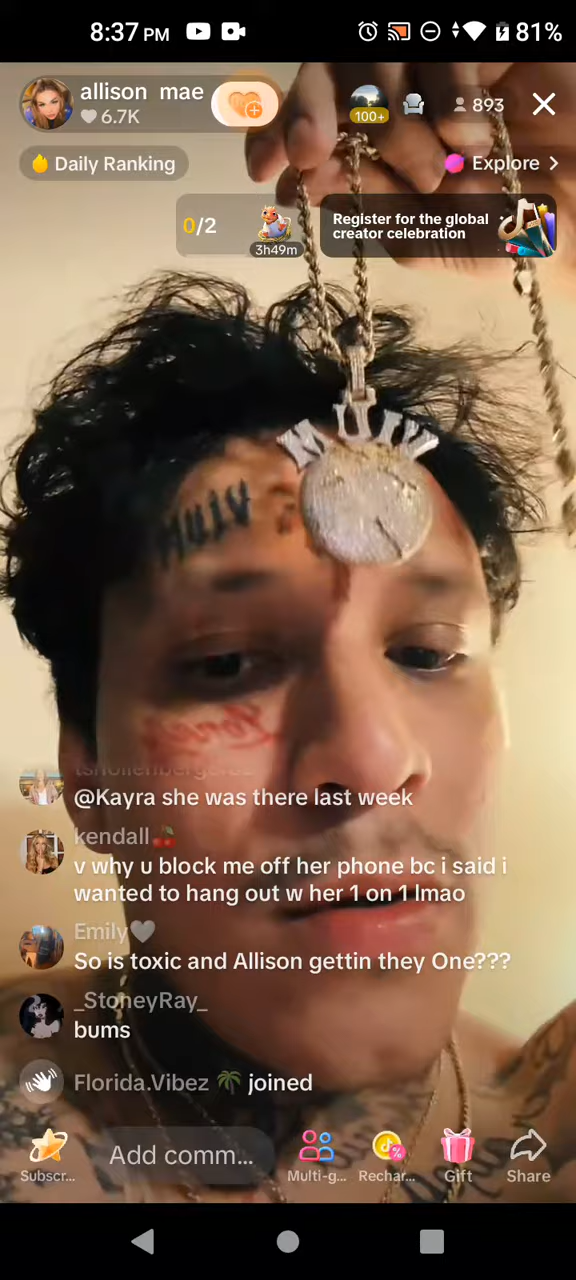 8:37 PM
81%
allison mae
6.7K
100+
893
Daily Ranking
Explore >
0/2
3h49m
Register for the global
creator celebration
@Kayra she was there last week
kendall🍒
v why u block me off her phone bc i said i
wanted to hang out w her 1 on 1 lmao
Emily🤍
So is toxic and Allison gettin they One???
_StoneyRay_
bums
Florida.Vibez 🌴 joined
Subscr...
Add comm...
Multi-g...
Rechar...
Gift
Share